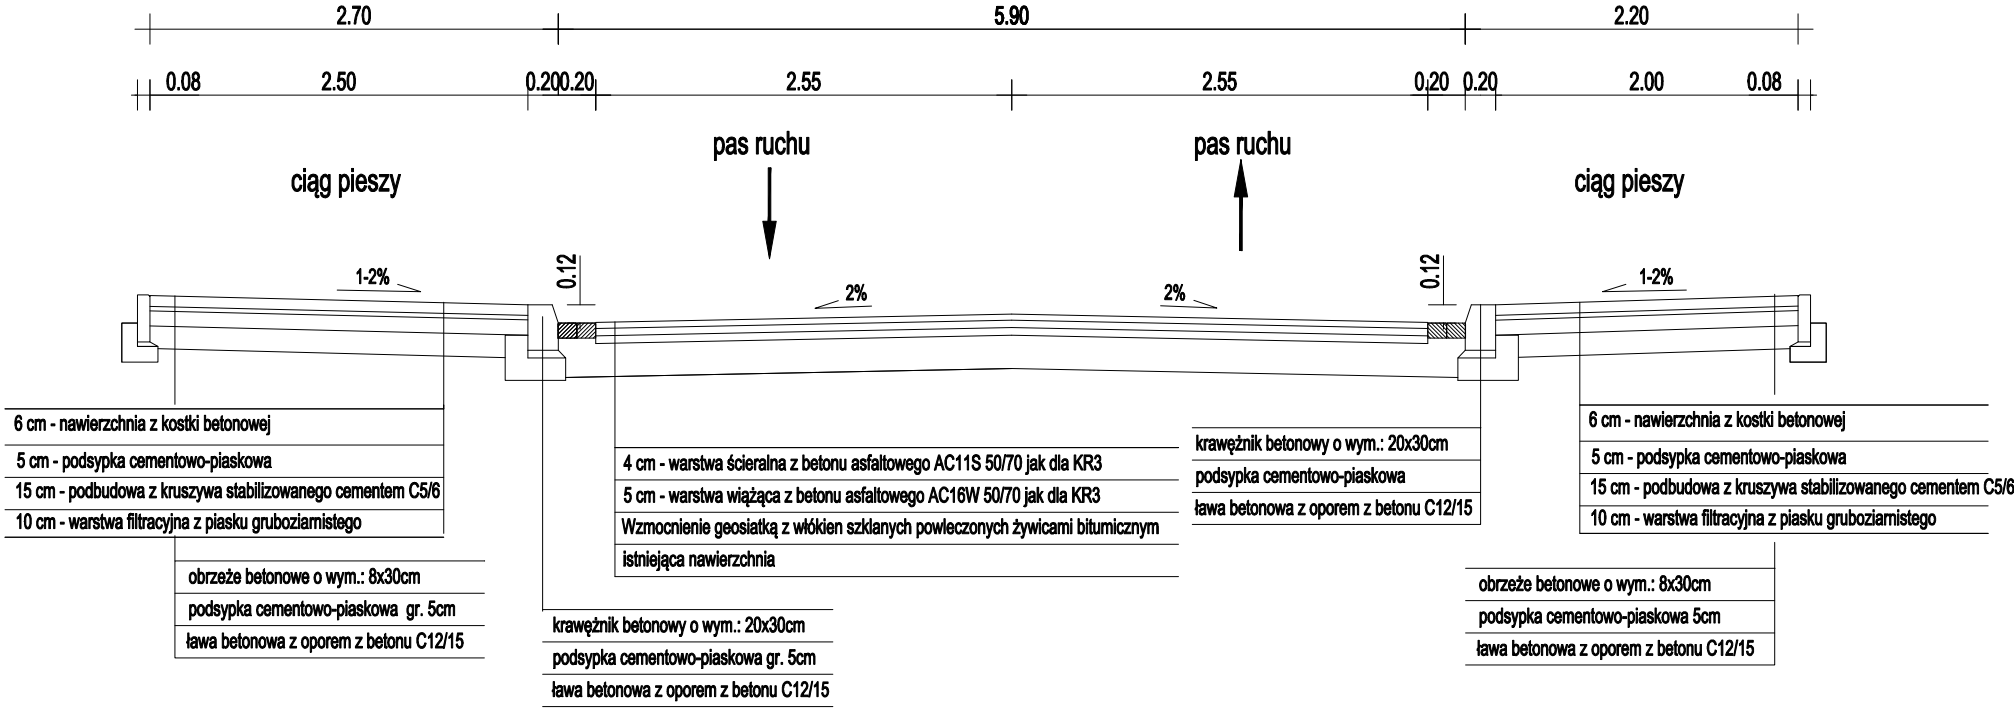 2.70 5.90 2.20
0.08 2.50 0.20 0.20 2.55 2.55 0.20 0.20 2.00 0.08
pas ruchu pas ruchu
ciąg pieszy ciąg pieszy
0.12 0.12
1-2% 2% 2% 1-2%
6 cm - nawierzchnia z kostki betonowej
5 cm - podsypka cementowo-piaskowa
15 cm - podbudowa z kruszywa stabilizowanego cementem C5/6
10 cm - warstwa filtracyjna z piasku gruboziarnistego
obrzeże betonowe o wym.: 8x30cm
podsypka cementowo-piaskowa gr. 5cm
ława betonowa z oporem z betonu C12/15
krawężnik betonowy o wym.: 20x30cm
podsypka cementowo-piaskowa gr. 5cm
ława betonowa z oporem z betonu C12/15
4 cm - warstwa ścieralna z betonu asfaltowego AC11S 50/70 jak dla KR3
5 cm - warstwa wiążąca z betonu asfaltowego AC16W 50/70 jak dla KR3
Wzmocnienie geosiatką z włókien szklanych powleczonych żywicami bitumicznym
istniejąca nawierzchnia
krawężnik betonowy o wym.: 20x30cm
podsypka cementowo-piaskowa
ława betonowa z oporem z betonu C12/15
6 cm - nawierzchnia z kostki betonowej
5 cm - podsypka cementowo-piaskowa
15 cm - podbudowa z kruszywa stabilizowanego cementem C5/6
10 cm - warstwa filtracyjna z piasku gruboziarnistego
obrzeże betonowe o wym.: 8x30cm
podsypka cementowo-piaskowa 5cm
ława betonowa z oporem z betonu C12/15